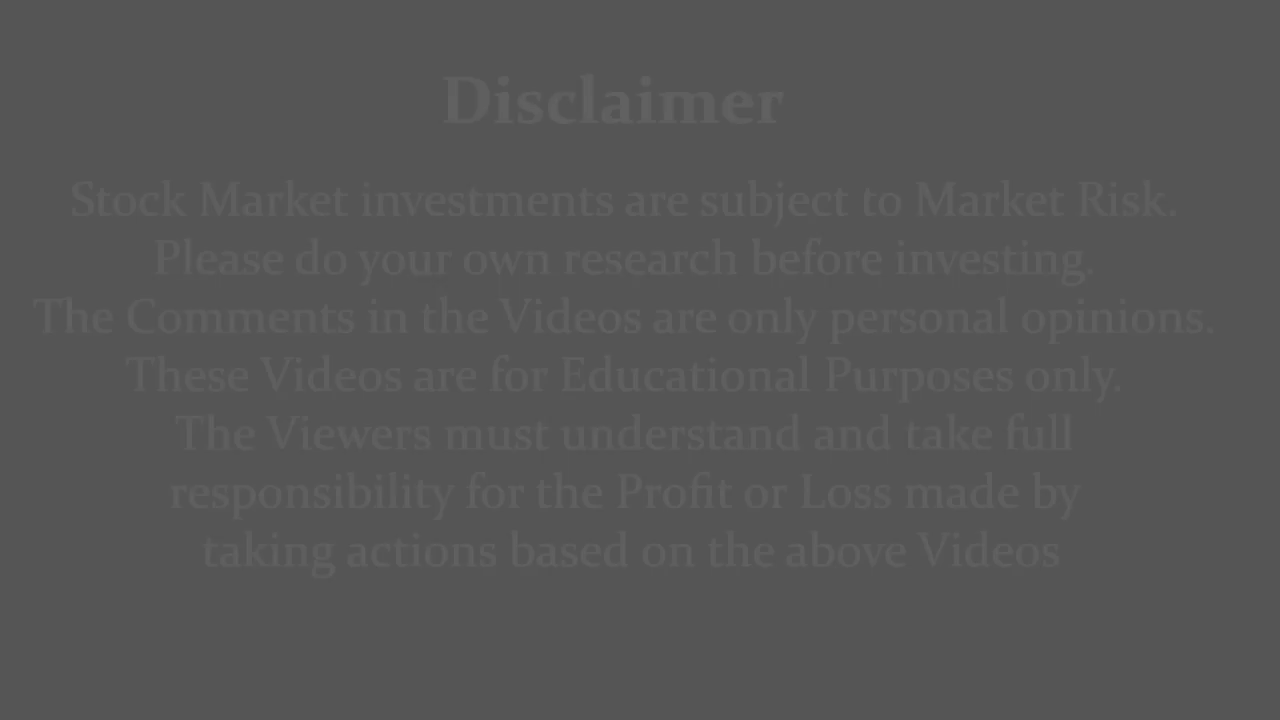 Disclaimer
Stock Market investments are subject to Market Risk.
Please do your own research before investing.
The Comments in the Videos are only personal opinions.
These Videos are for Educational Purposes only.
The Viewers must understand and take full
responsibility for the Profit or Loss made by
taking actions based on the above Videos